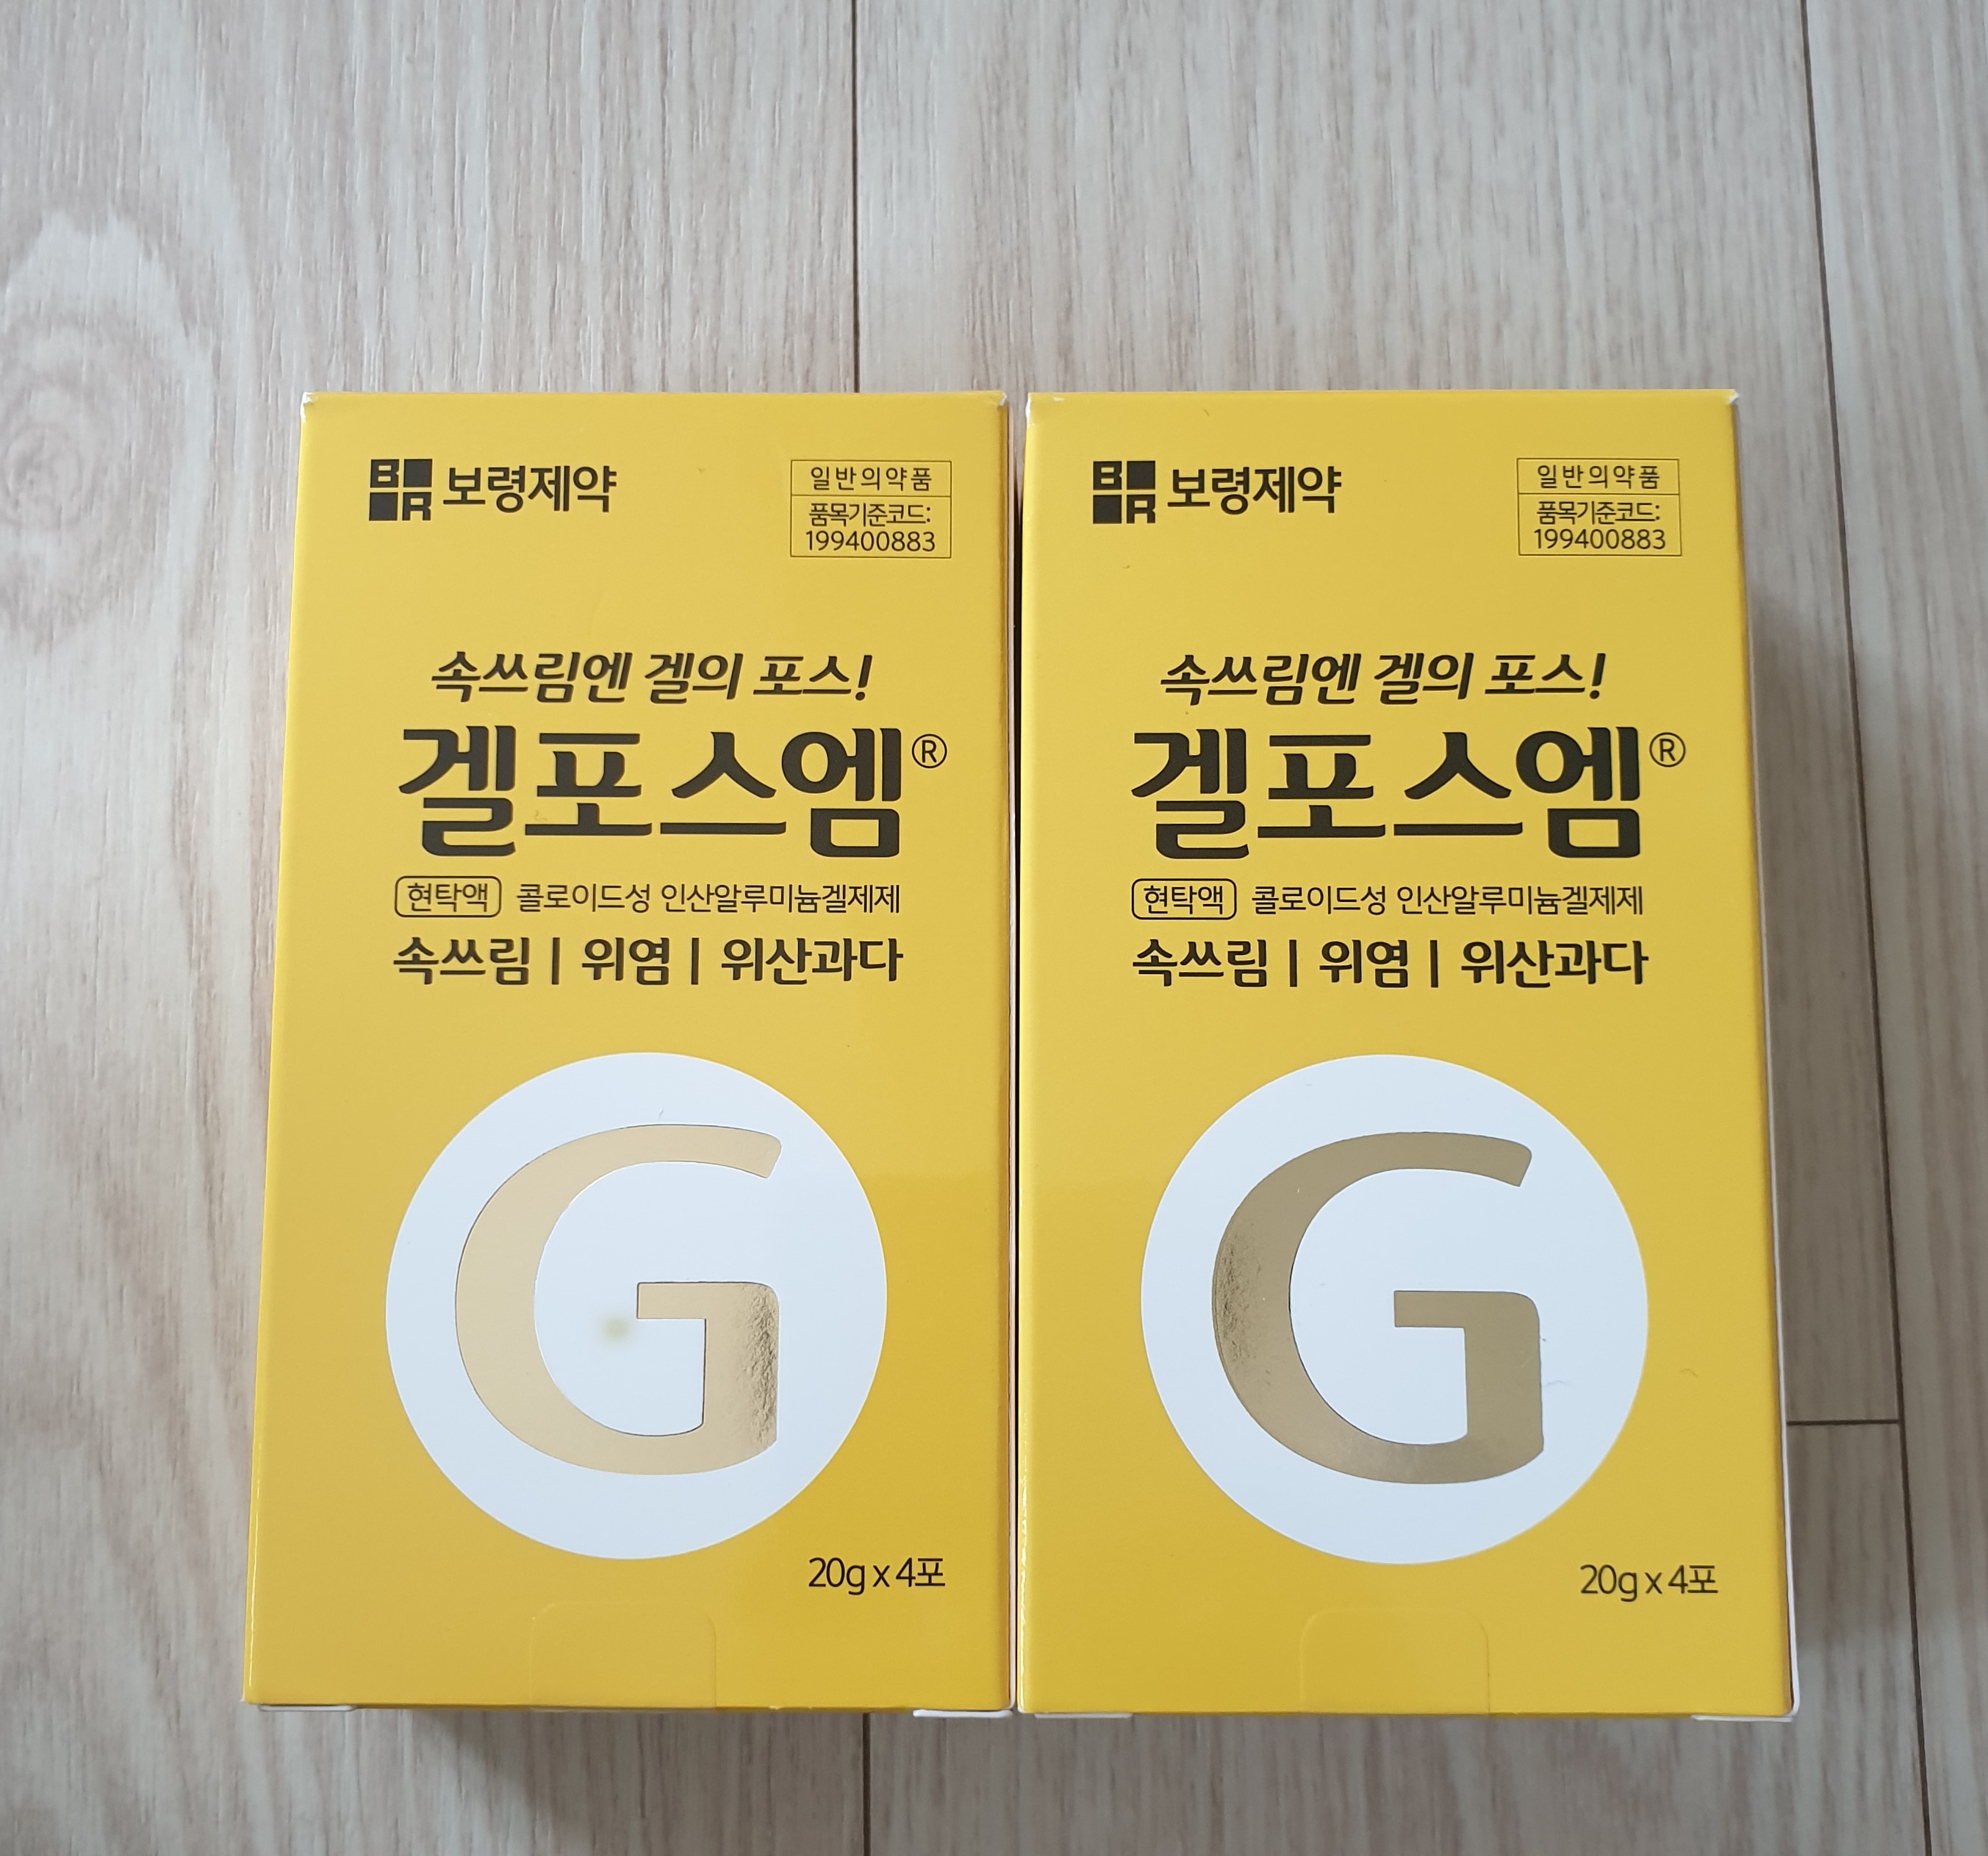 BR 보령제약
일반의약품
품목기준코드:
199400883
속쓰림엔 겔의 포스!
겔포스엠®
현탁액 콜로이드성 인산알루미늄겔제제
속쓰림 | 위염 | 위산과다
G
20g x 4포
BR 보령제약
일반의약품
품목기준코드:
199400883
속쓰림엔 겔의 포스!
겔포스엠®
현탁액 콜로이드성 인산알루미늄겔제제
속쓰림 | 위염 | 위산과다
G
20g x 4포